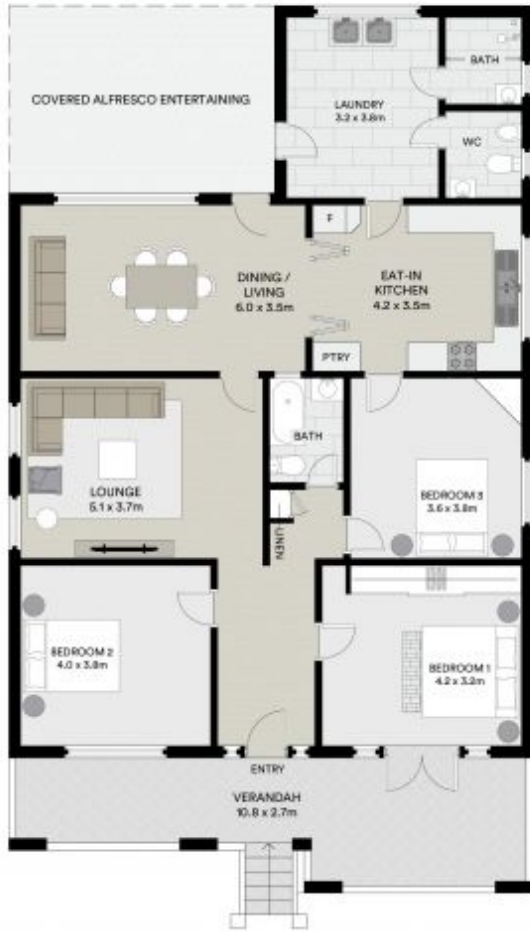 COVERED ALFRESCO ENTERTAINING
BATH
LAUNDRY
3.2 x 3.8m
WC
F
DINING /
LIVING
6.0 x 3.5m
EAT-IN
KITCHEN
4.2 x 3.5m
PTRY
BATH
LOUNGE
5.1 x 3.7m
BEDROOM 3
3.6 x 3.8m
LINEN
BEDROOM 2
4.0 x 3.8m
BEDROOM 1
4.2 x 3.2m
ENTRY
VERANDAH
10.8 x 2.7m